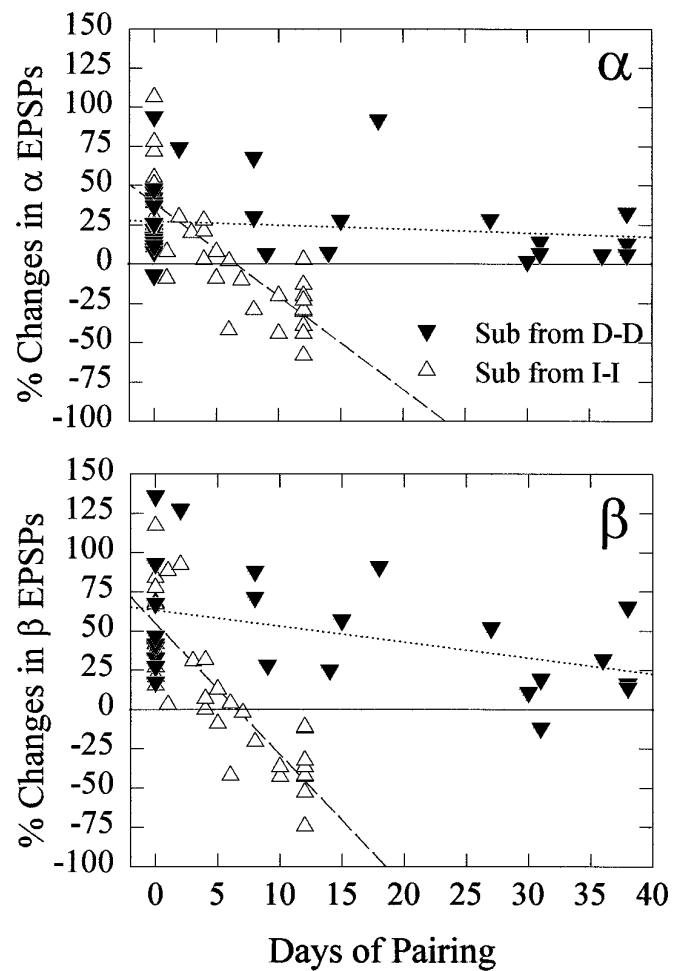 150
125
α
100
75
50
25
0
-25
-50
-75
-100
% Changes in α EPSPs
▼ Sub from D-D
△ Sub from I-I
150
125
β
100
75
50
25
0
-25
-50
-75
-100
% Changes in β EPSPs
0 5 10 15 20 25 30 35 40
Days of Pairing